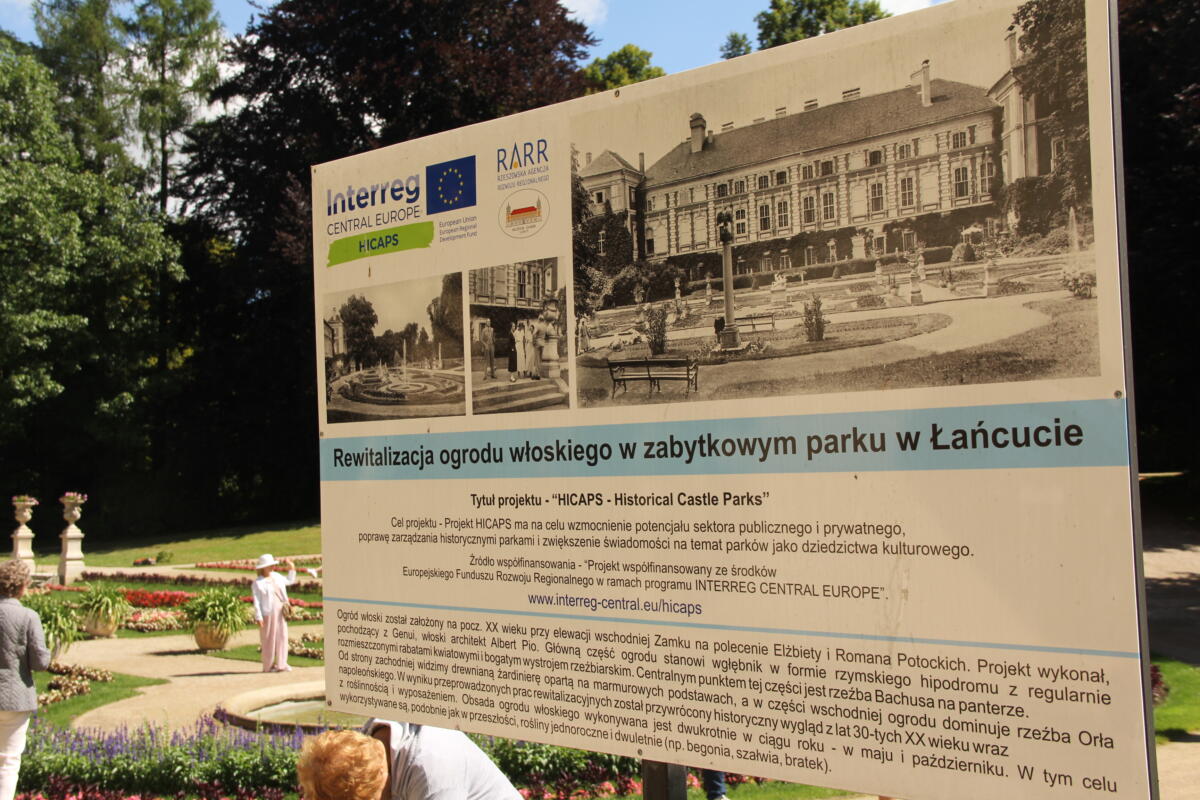 Interreg
CENTRAL EUROPE
HICAPS
European Union
European Regional
Development Fund
RARR
RZESZOWSKA AGENCJA
ROZWOJU REGIONALNEGO
Rewitalizacja ogrodu włoskiego w zabytkowym parku w Łańcucie
Tytuł projektu - “HICAPS - Historical Castle Parks”
Cel projektu - Projekt HICAPS ma na celu wzmocnienie potencjału sektora publicznego i prywatnego,
poprawę zarządzania historycznymi parkami i zwiększenie świadomości na temat parków jako dziedzictwa kulturowego.
Źródło współfinansowania - “Projekt współfinansowany ze środków
Europejskiego Funduszu Rozwoju Regionalnego w ramach programu INTERREG CENTRAL EUROPE”.
www.interreg-central.eu/hicaps
Ogród włoski został założony na pocz. XX wieku przy elewacji wschodniej Zamku na polecenie Elżbiety i Romana Potockich. Projekt wykonał,
pochodzący z Genui, włoski architekt Albert Pio. Główną część ogrodu stanowi wgłębnik w formie rzymskiego hipodromu z regularnie
rozmieszczonymi rabatami kwiatowymi i bogatym wystrojem rzeźbiarskim. Centralnym punktem tej części jest rzeźba Bachusa na panterze.
Od strony zachodniej widzimy drewnianą żardinierę opartą na marmurowych podstawach, a w części wschodniej ogrodu dominuje rzeźba Orła
napoleońskiego. W wyniku przeprowadzonych prac rewitalizacyjnych został przywrócony historyczny wygląd z lat 30-tych XX wieku wraz
z roślinnością i wyposażeniem. Obsada ogrodu włoskiego wykonywana jest dwukrotnie w ciągu roku - w maju i październiku. W tym celu
wykorzystywane są, podobnie jak w przeszłości, rośliny jednoroczne i dwuletnie (np. begonia, szałwia, bratek).